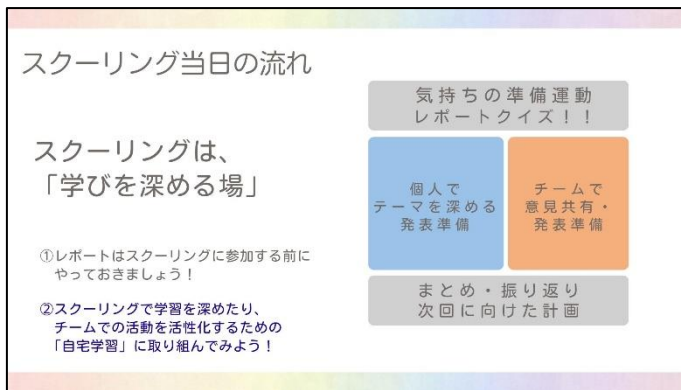 スクーリング当日の流れ
スクーリングは、
「学びを深める場」
①レポートはスクーリングに参加する前に
やっておきましょう！
②スクーリングで学習を深めたり、
チームでの活動を活性化するための
「自宅学習」に取り組んでみよう！
気持ちの準備運動
レポートクイズ！！
個人で
テーマを深める
発表準備
チームで
意見共有・
発表準備
まとめ・振り返り
次回に向けた計画